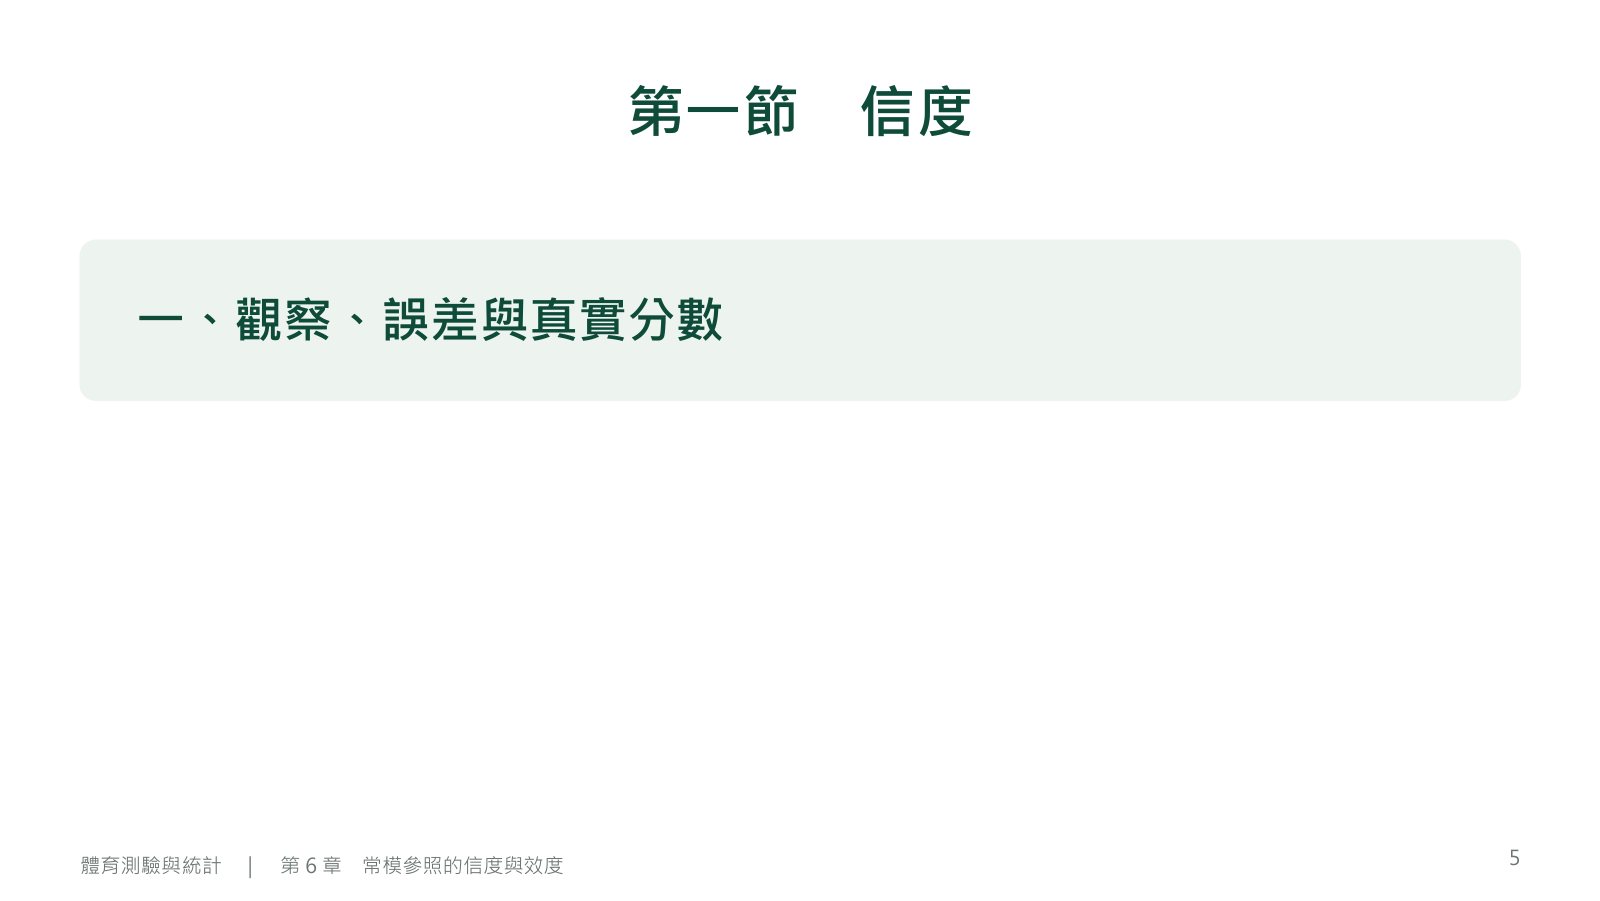 第一節　信度
一、觀察、誤差與真實分數
體育測驗與統計　|　第 6 章　常模參照的信度與效度
5